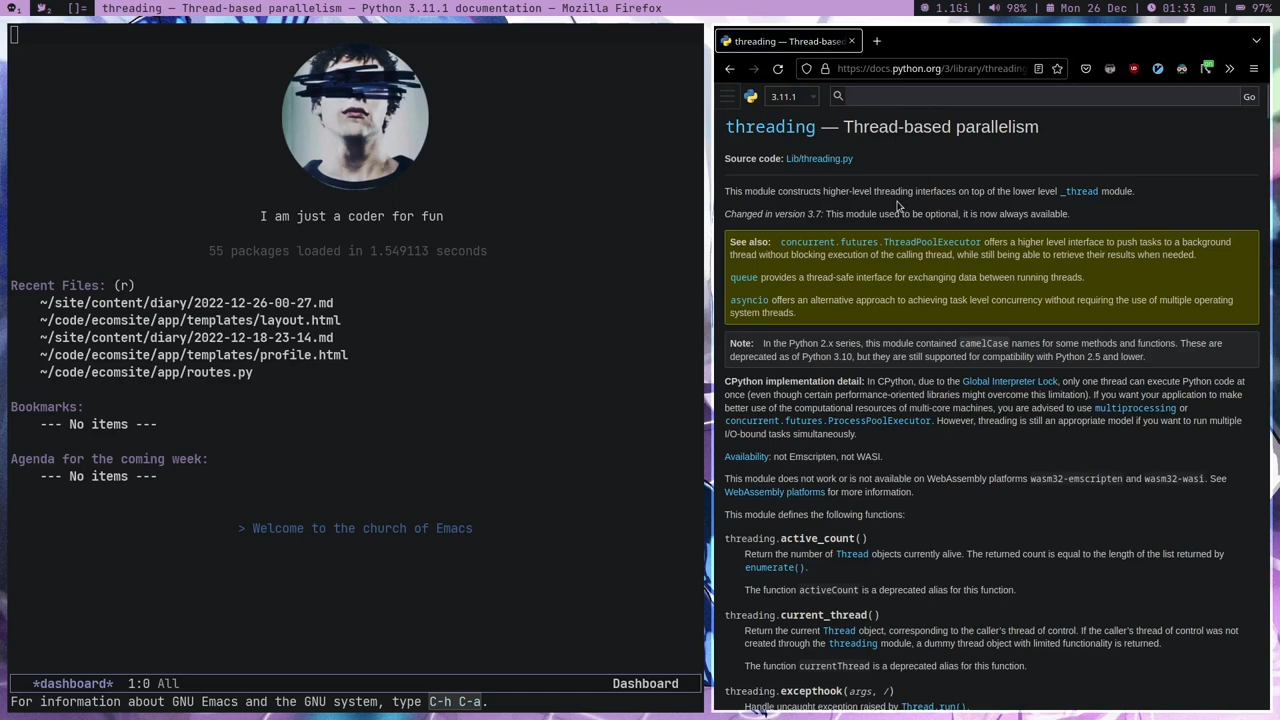 []= threading — Thread-based parallelism — Python 3.11.1 documentation — Mozilla Firefox
1.1Gi 98% 100% Mon 26 Dec 01:33 am 97%
I am just a coder for fun
55 packages loaded in 1.549113 seconds
Recent Files: (r)
~/site/content/diary/2022-12-26-00-27.md
~/code/ecomsite/app/templates/layout.html
~/site/content/diary/2022-12-18-23-14.md
~/code/ecomsite/app/templates/profile.html
~/code/ecomsite/app/routes.py
Bookmarks:
--- No items ---
Agenda for the coming week:
--- No items ---
> Welcome to the church of Emacs
*dashboard* 1:0 All Dashboard
For information about GNU Emacs and the GNU system, type C-h C-a.
threading — Thread-base
https://docs.python.org/3/library/threading
on
3.11.1 Go
threading — Thread-based parallelism
Source code: Lib/threading.py
This module constructs higher-level threading interfaces on top of the lower level _thread module.
Changed in version 3.7: This module used to be optional, it is now always available.
See also: concurrent.futures.ThreadPoolExecutor offers a higher level interface to push tasks to a background
thread without blocking execution of the calling thread, while still being able to retrieve their results when needed.
queue provides a thread-safe interface for exchanging data between running threads.
asyncio offers an alternative approach to achieving task level concurrency without requiring the use of multiple operating
system threads.
Note: In the Python 2.x series, this module contained camelCase names for some methods and functions. These are
deprecated as of Python 3.10, but they are still supported for compatibility with Python 2.5 and lower.
CPython implementation detail: In CPython, due to the Global Interpreter Lock, only one thread can execute Python code at
once (even though certain performance-oriented libraries might overcome this limitation). If you want your application to make
better use of the computational resources of multi-core machines, you are advised to use multiprocessing or
concurrent.futures.ProcessPoolExecutor. However, threading is still an appropriate model if you want to run multiple
I/O-bound tasks simultaneously.
Availability: not Emscripten, not WASI.
This module does not work or is not available on WebAssembly platforms wasm32-emscripten and wasm32-wasi. See
WebAssembly platforms for more information.
This module defines the following functions:
threading.active_count()
Return the number of Thread objects currently alive. The returned count is equal to the length of the list returned by
enumerate().
The function activeCount is a deprecated alias for this function.
threading.current_thread()
Return the current Thread object, corresponding to the caller's thread of control. If the caller's thread of control was not
created through the threading module, a dummy thread object with limited functionality is returned.
The function currentThread is a deprecated alias for this function.
threading.excepthook(args, /)
Handle uncaught exception raised by Thread.run().